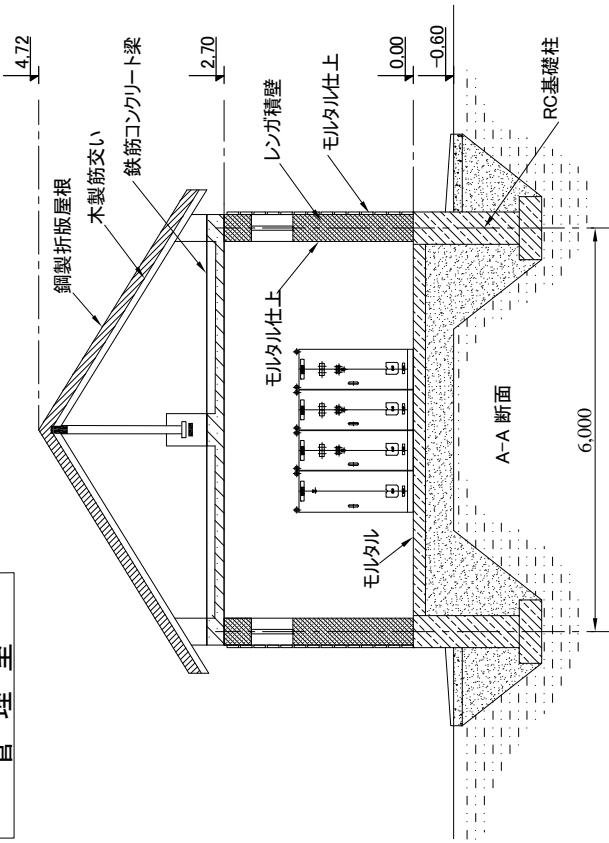 管 理 室
4.72
鋼製折版屋根
木製筋交い
鉄筋コンクリート梁
2.70
レンガ積壁
モルタル仕上
モルタル仕上
モルタル
0.00
-0.60
RC基礎柱
A-A 断面
6,000